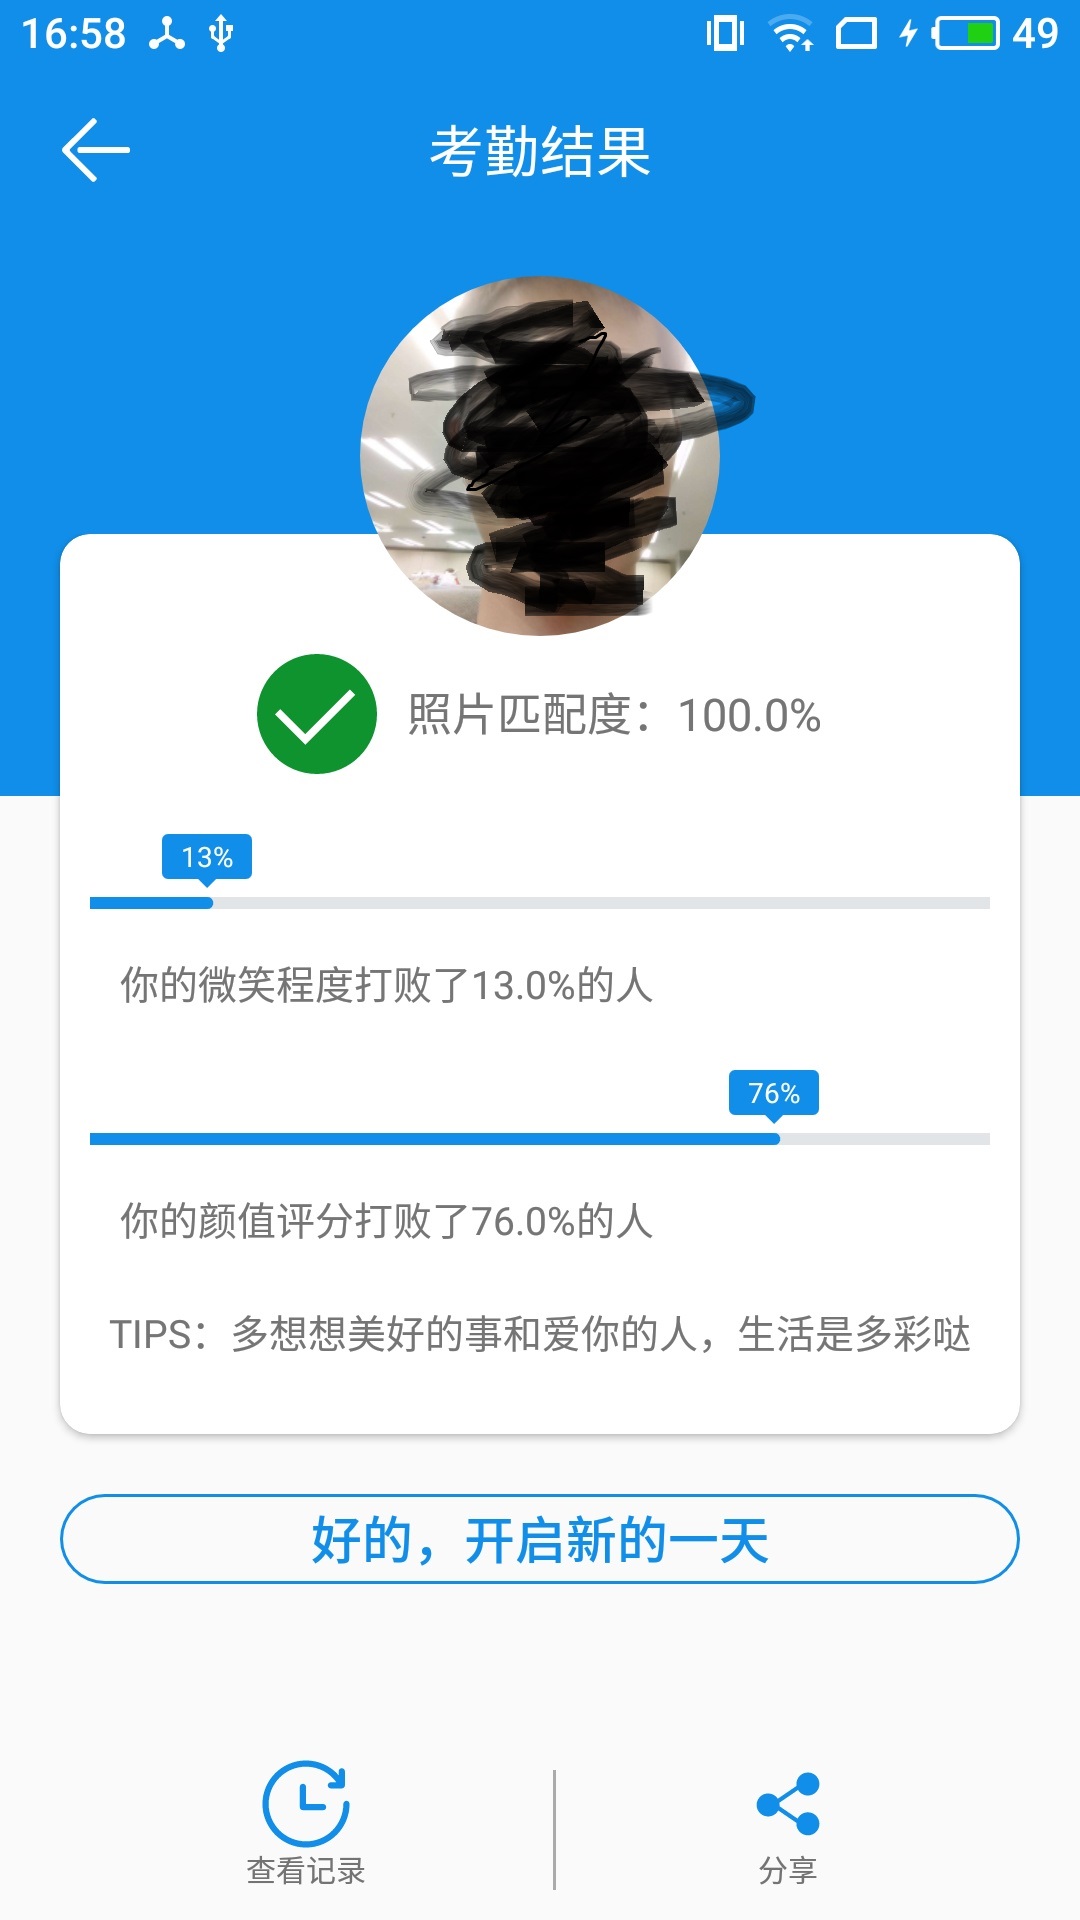 16:58 49
考勤结果
照片匹配度：100.0%
13%
你的微笑程度打败了13.0%的人
76%
你的颜值评分打败了76.0%的人
TIPS：多想想美好的事和爱你的人，生活是多彩哒
好的，开启新的一天
查看记录 分享